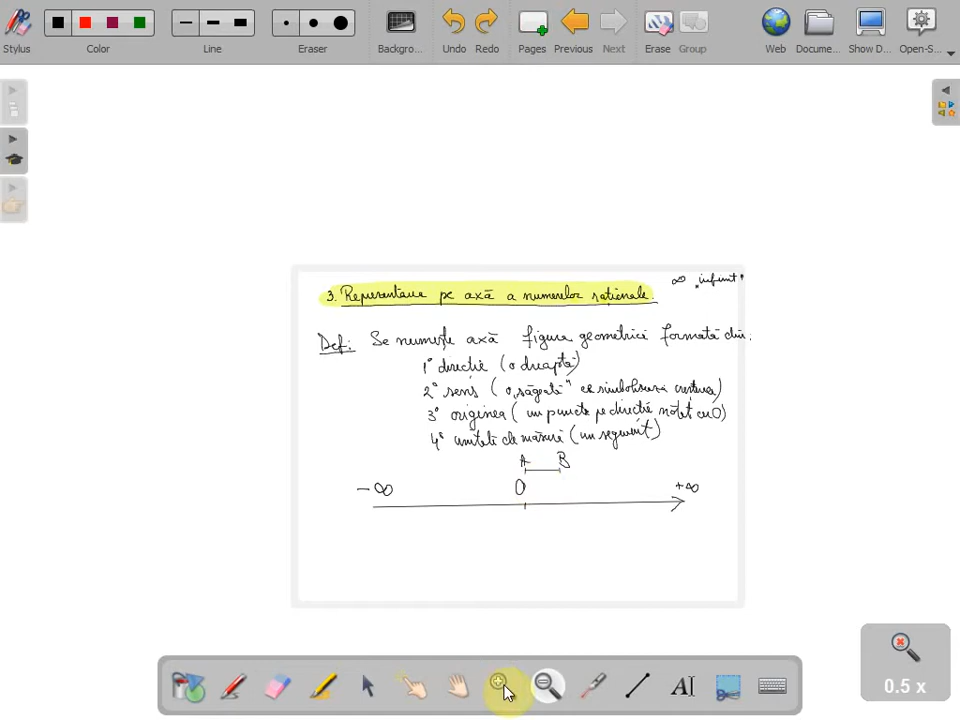 Stylus Color Line Eraser Backgro... Undo Redo Pages Previous Next Erase Group Web Docume... Show D... Open-S...
∞ „infinit"
3. Reprezentarea pe axă a numerelor raționale.
Def: Se numește axă figura geometrică formată din:
1° direcție (o dreaptă)
2° sens (o „săgeată" ce simbolizează creșterea)
3° originea (un punct pe direcție notat cu O)
4° unitate de măsură (un segment)
A B
-∞ O +∞
0.5 x